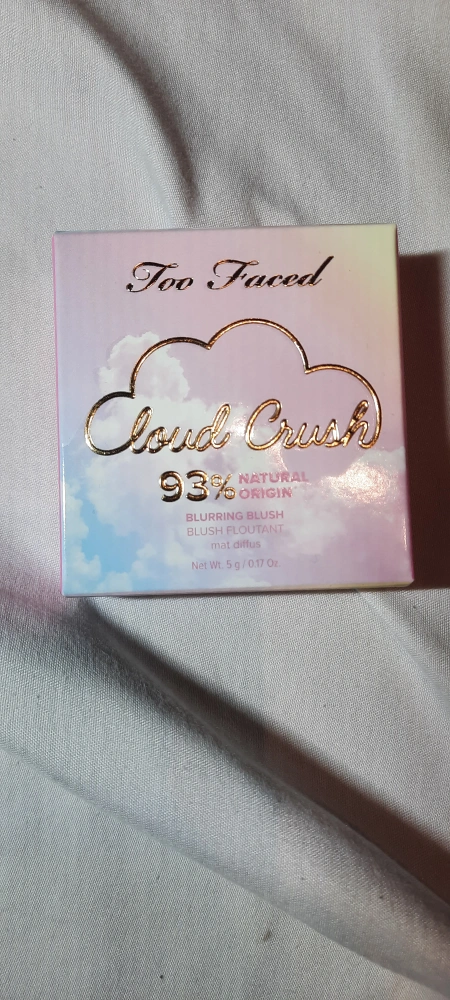 Too Faced
Cloud Crush
93% NATURAL
ORIGIN
BLURRING BLUSH
BLUSH FLOUTANT
mat diffus
Net Wt. 5 g / 0.17 Oz.